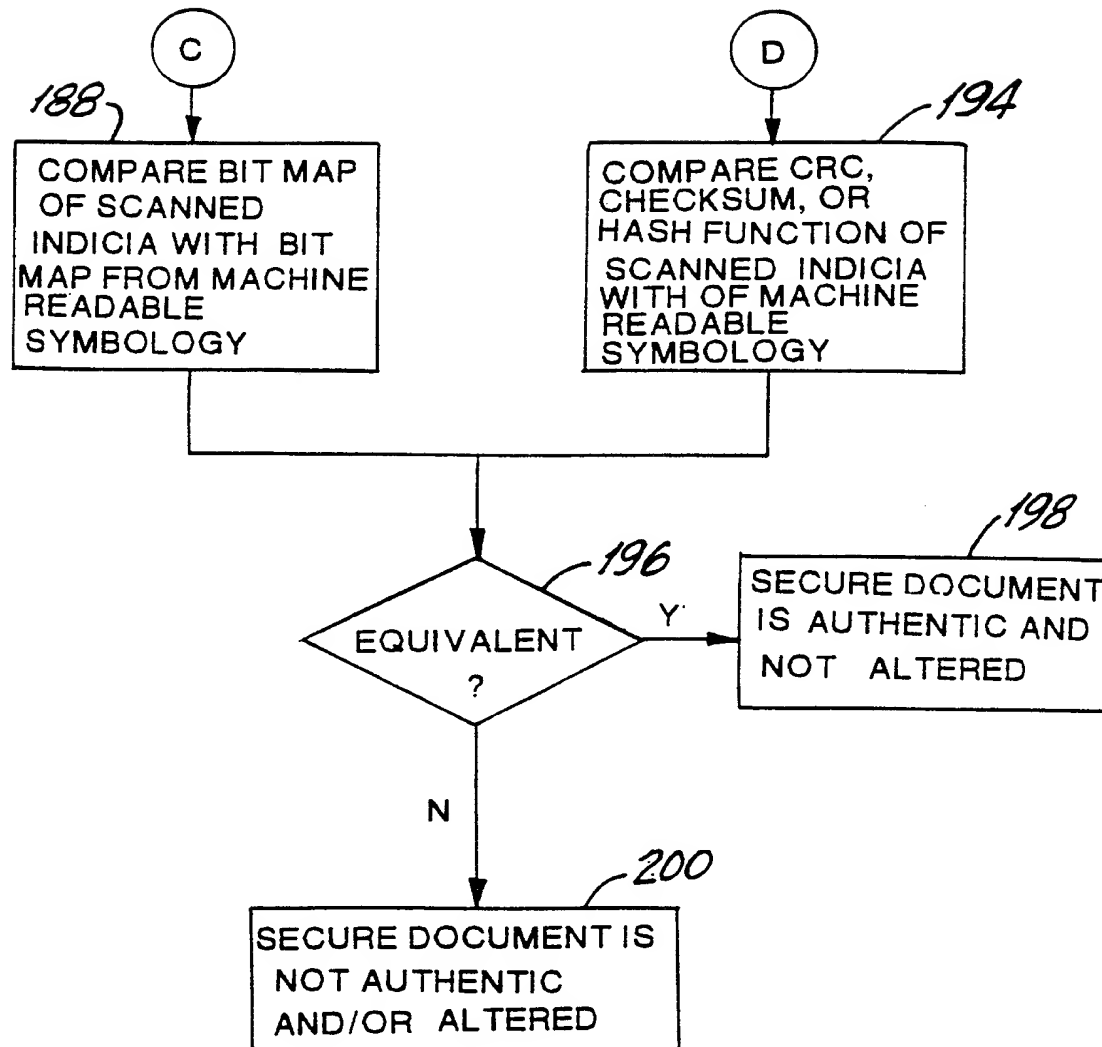 C
D
188
194
COMPARE BIT MAP
OF SCANNED
INDICIA WITH BIT
MAP FROM MACHINE
READABLE
SYMBOLOGY
COMPARE CRC,
CHECKSUM, OR
HASH FUNCTION OF
SCANNED INDICIA
WITH OF MACHINE
READABLE
SYMBOLOGY
196
EQUIVALENT
?
Y
198
SECURE DOCUMENT
IS AUTHENTIC AND
NOT ALTERED
N
200
SECURE DOCUMENT IS
NOT AUTHENTIC
AND/OR ALTERED